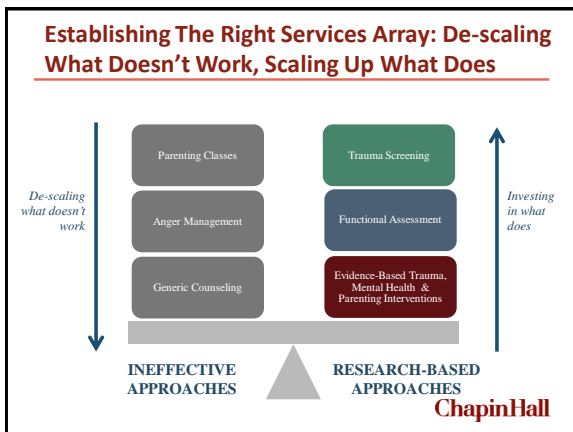 Establishing The Right Services Array: De-scaling
What Doesn't Work, Scaling Up What Does
De-scaling
what doesn't
work
Parenting Classes
Anger Management
Generic Counseling
Trauma Screening
Functional Assessment
Evidence-Based Trauma,
Mental Health &
Parenting Interventions
Investing
in what
does
INEFFECTIVE
APPROACHES
RESEARCH-BASED
APPROACHES
ChapinHall